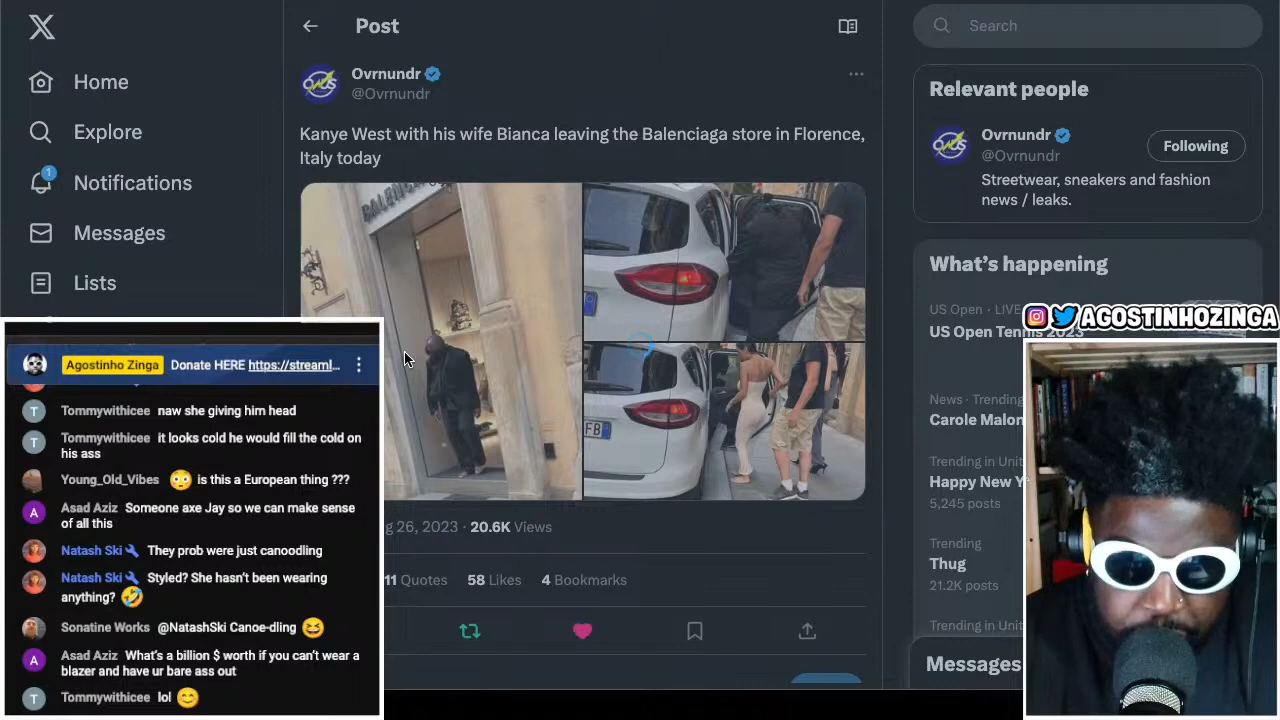 Home
Explore
1
Notifications
Messages
Lists
Post
Ovrnundr
@Ovrnundr
Kanye West with his wife Bianca leaving the Balenciaga store in Florence,
Italy today
26, 2023 · 20.6K Views
11 Quotes 58 Likes 4 Bookmarks
Search
Relevant people
Ovrnundr
@Ovrnundr
Following
Streetwear, sneakers and fashion
news / leaks.
What’s happening
US Open · LIVE
US Open Tennis 2023
News · Trending
Carole Malon
Trending in Unit
Happy New Y
5,245 posts
Trending
Thug
21.2K posts
Trending in Unit
Messages
AGOSTINHOZINGA
Agostinho Zinga Donate HERE https://streaml...
T Tommywithicee naw she giving him head
T Tommywithicee it looks cold he would fill the cold on
his ass
Young_Old_Vibes 😳 is this a European thing ???
A Asad Aziz Someone axe Jay so we can make sense
of all this
Natash Ski They prob were just canoodling
Natash Ski Styled? She hasn’t been wearing
anything? 🤣
Sonatine Works @NatashSki Canoe-dling 😆
A Asad Aziz What’s a billion $ worth if you can’t wear a
blazer and have ur bare ass out
T Tommywithicee lol 😊